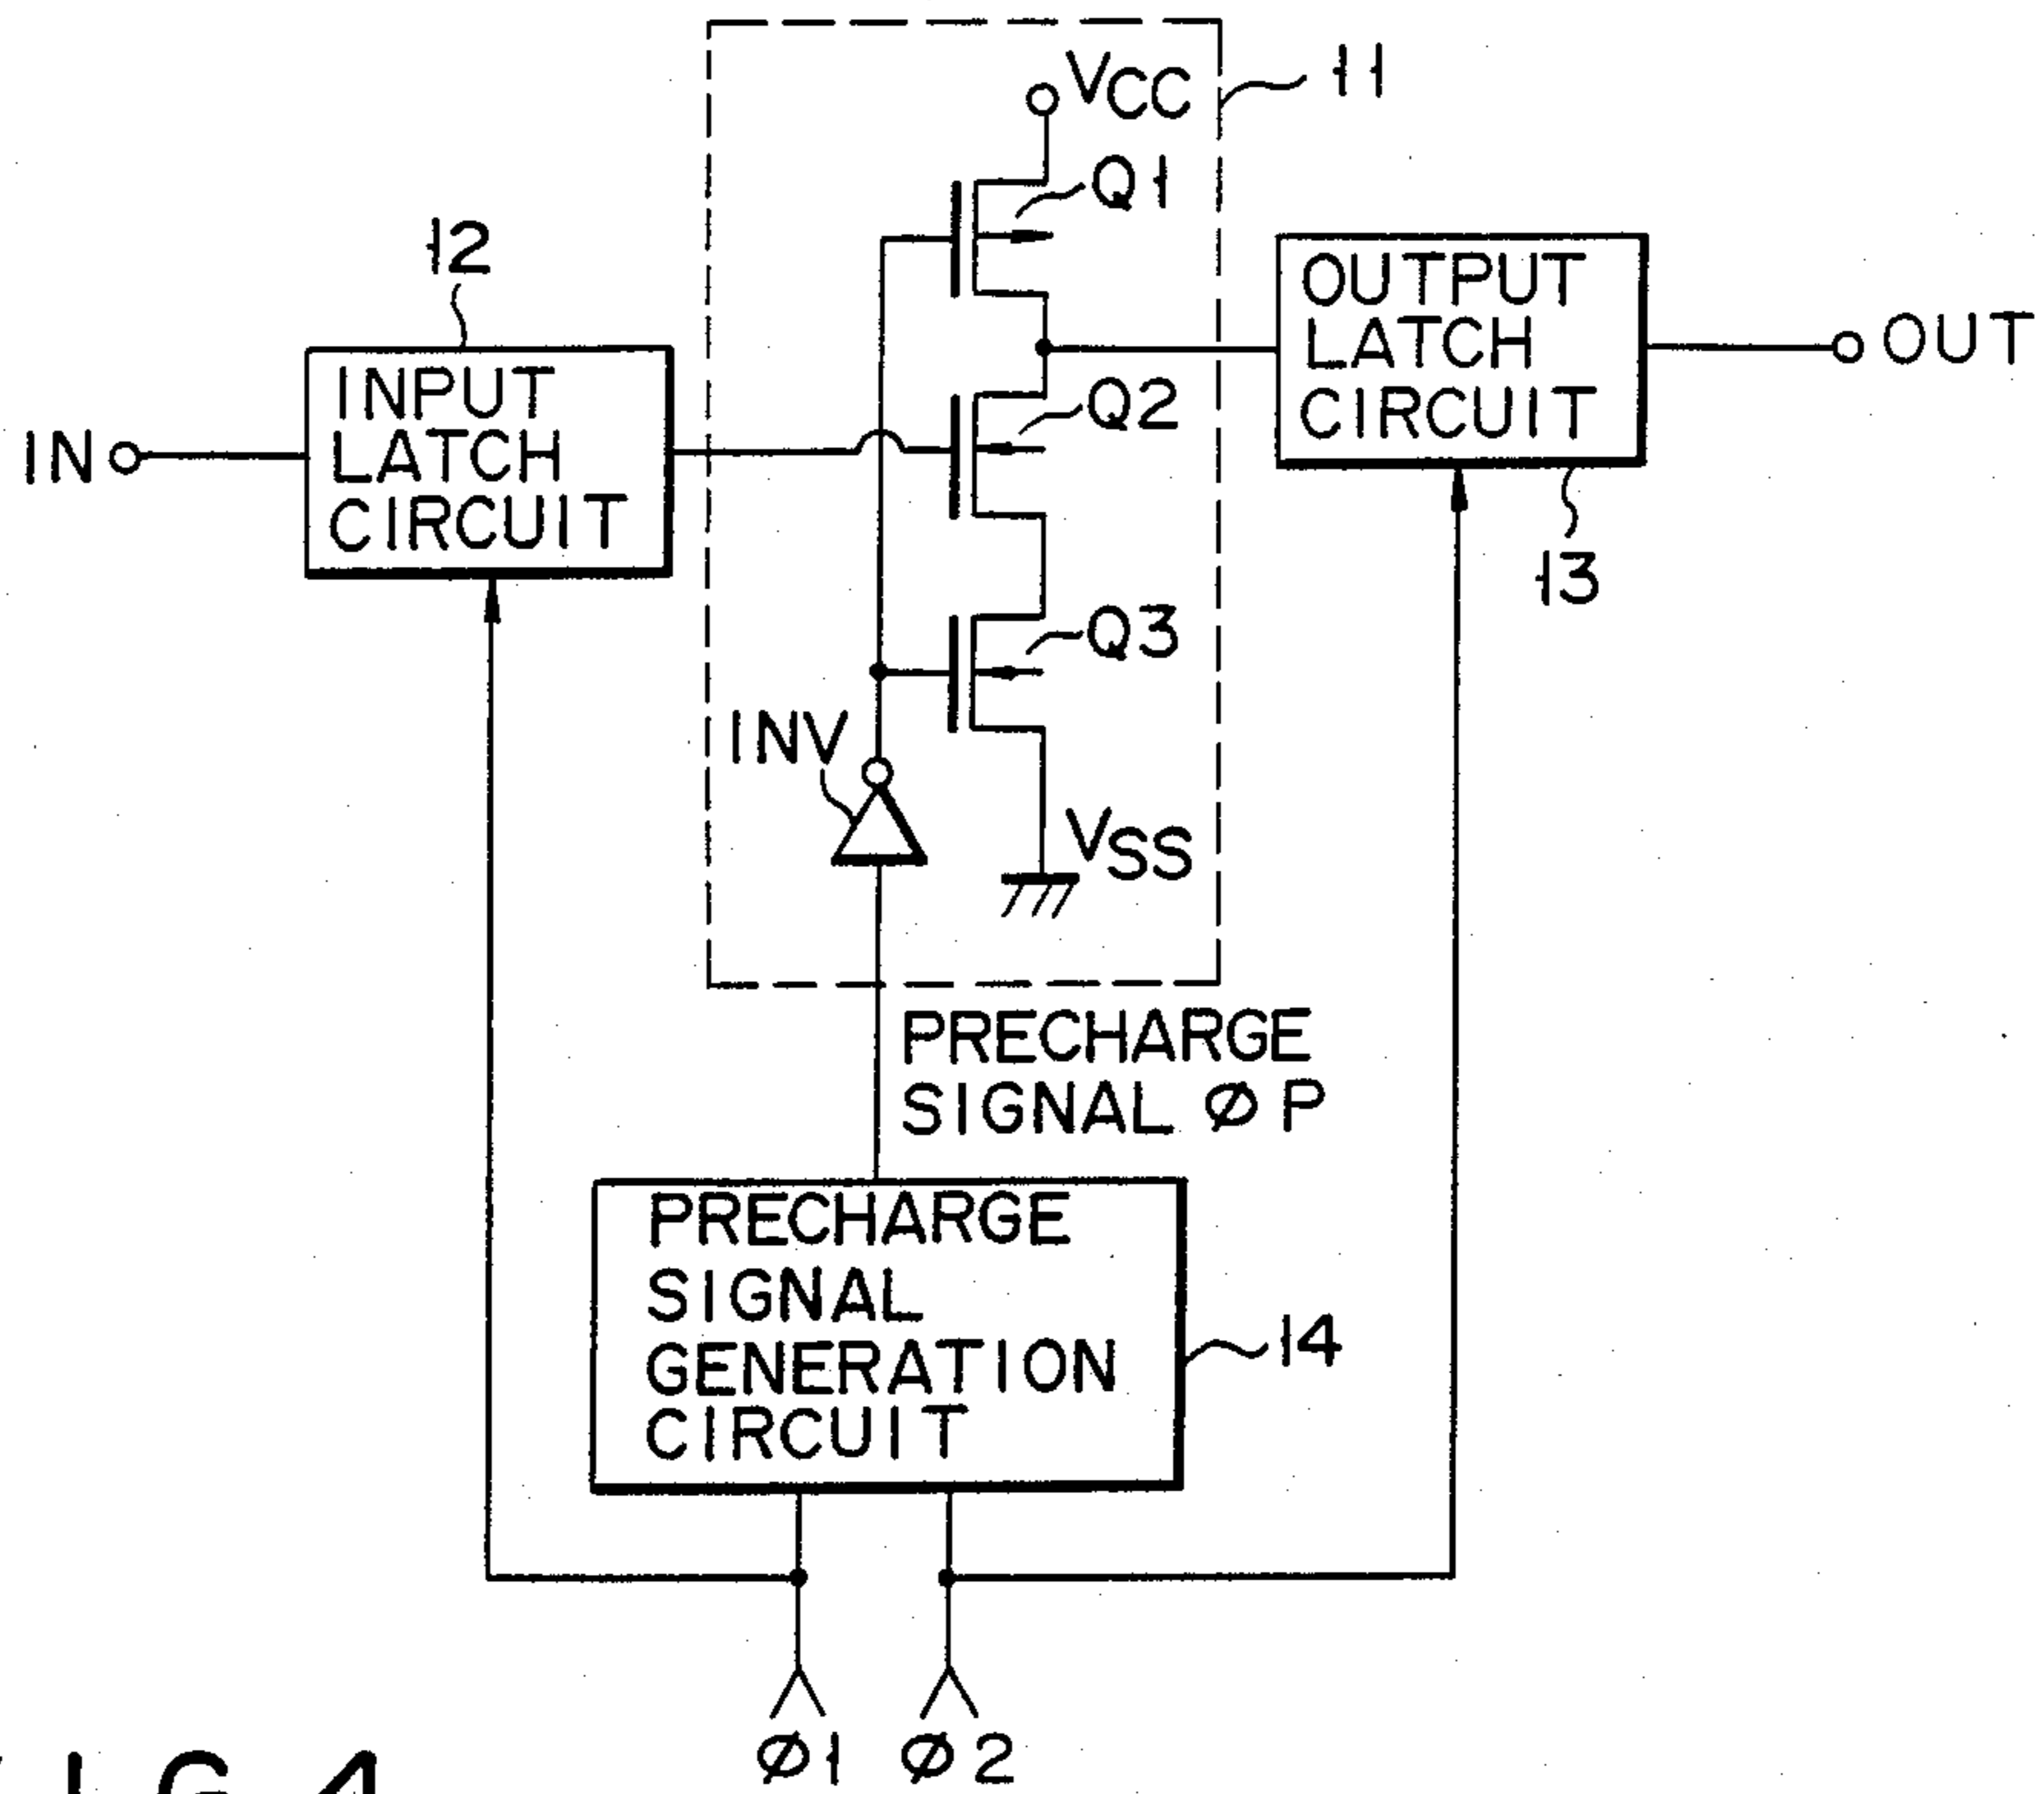 VCC
11
Q1
12
INPUT
LATCH
CIRCUIT
IN
Q2
OUTPUT
LATCH
CIRCUIT
OUT
13
Q3
INV
VSS
PRECHARGE
SIGNAL ØP
PRECHARGE
SIGNAL
GENERATION
CIRCUIT
14
Ø1
Ø2